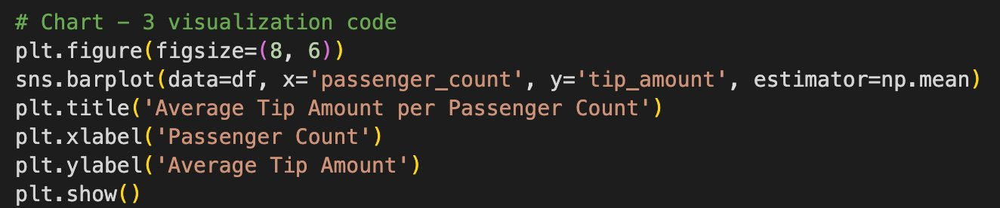 # Chart – 3 visualization code
plt.figure(figsize=(8, 6))
sns.barplot(data=df, x='passenger_count', y='tip_amount', estimator=np.mean)
plt.title('Average Tip Amount per Passenger Count')
plt.xlabel('Passenger Count')
plt.ylabel('Average Tip Amount')
plt.show()